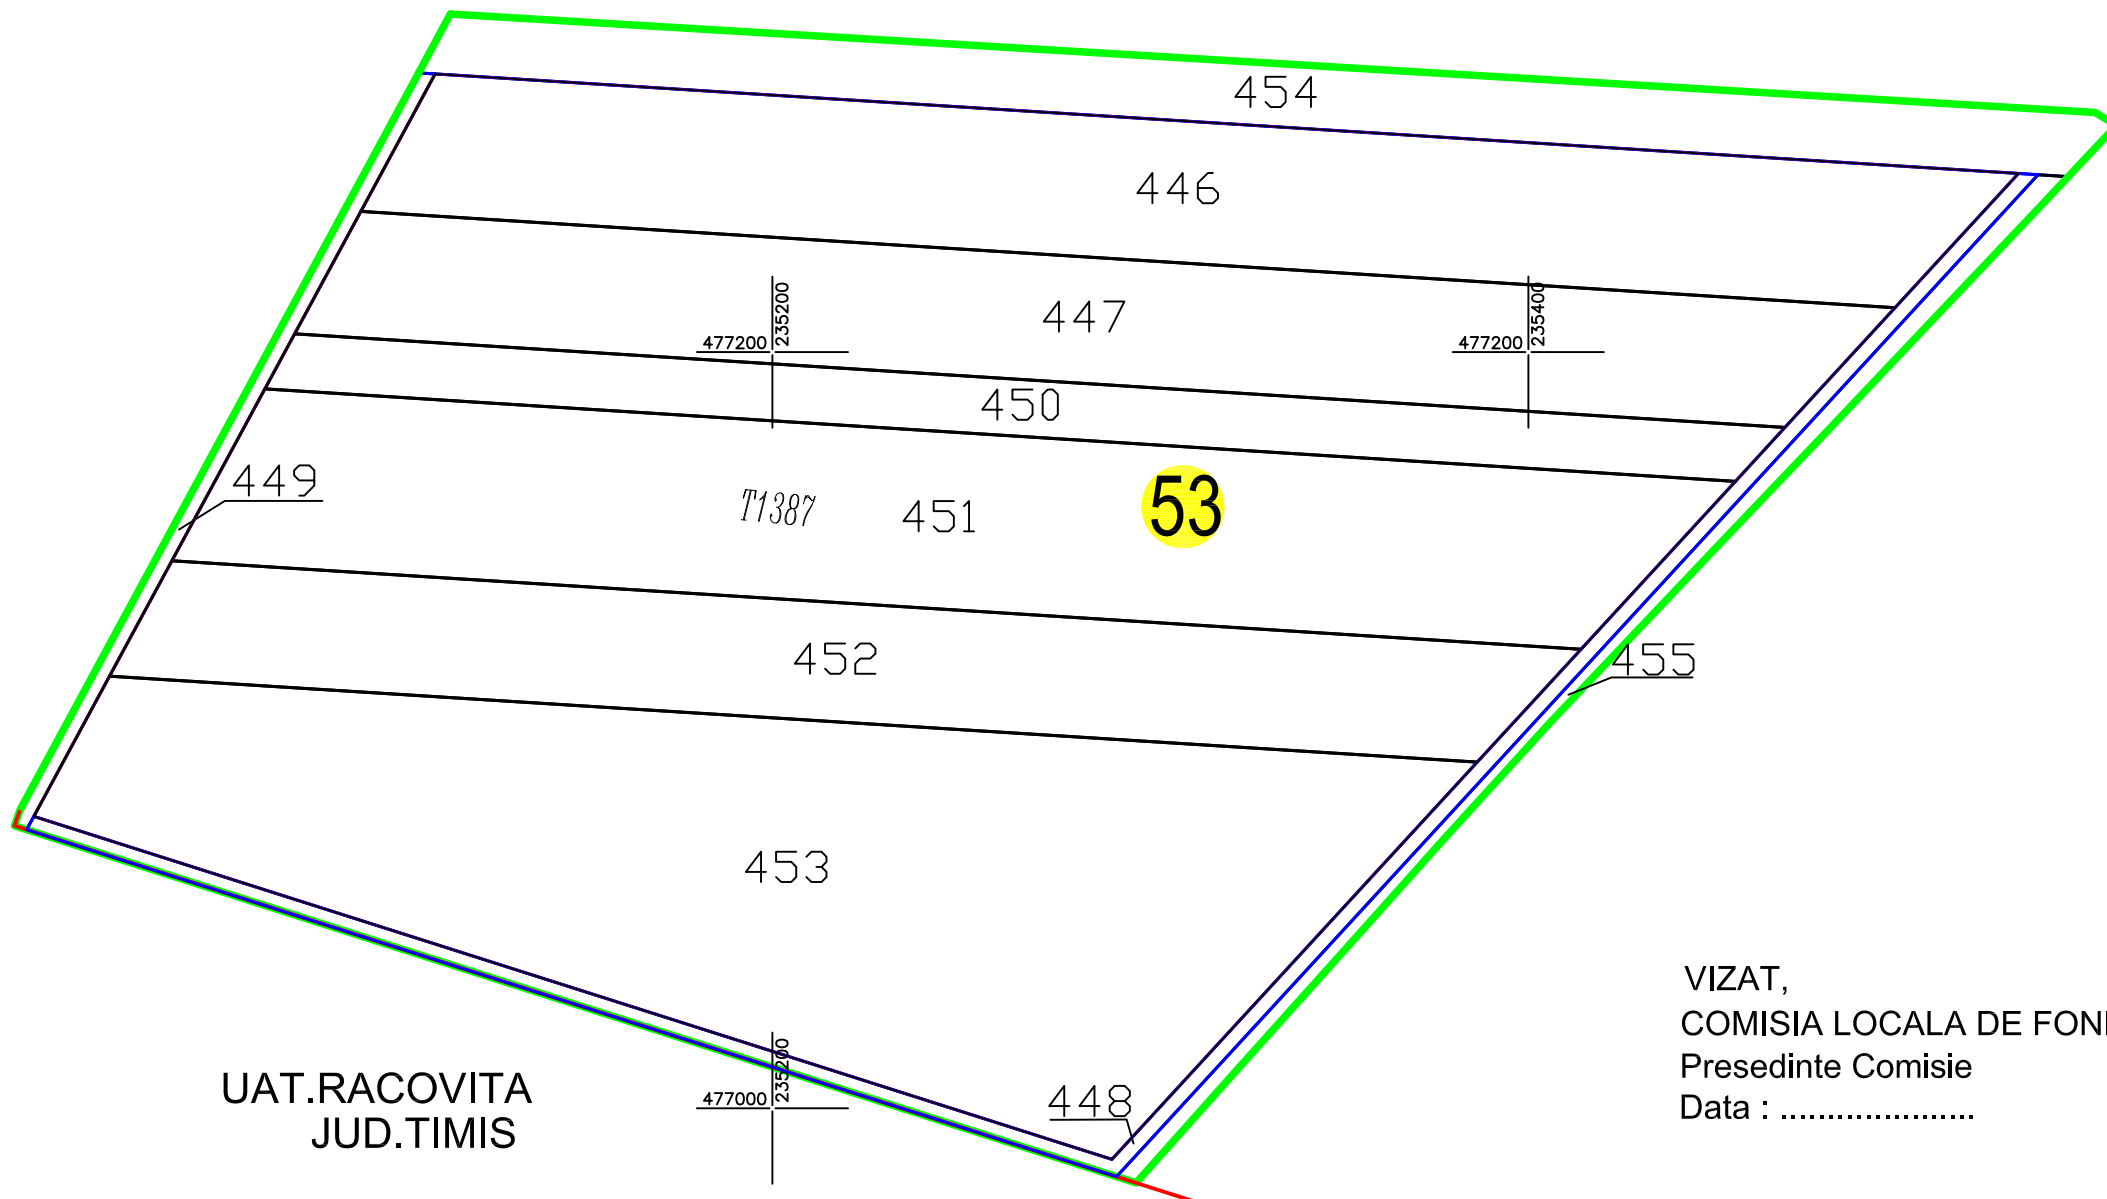 454
446
447
235200
477200
235400
477200
450
449
T1387
451
53
452
455
453
VIZAT,
COMISIA LOCALA DE FON
Presedinte Comisie
Data : .....................
UAT.RACOVITA
JUD.TIMIS
235200
477000
448